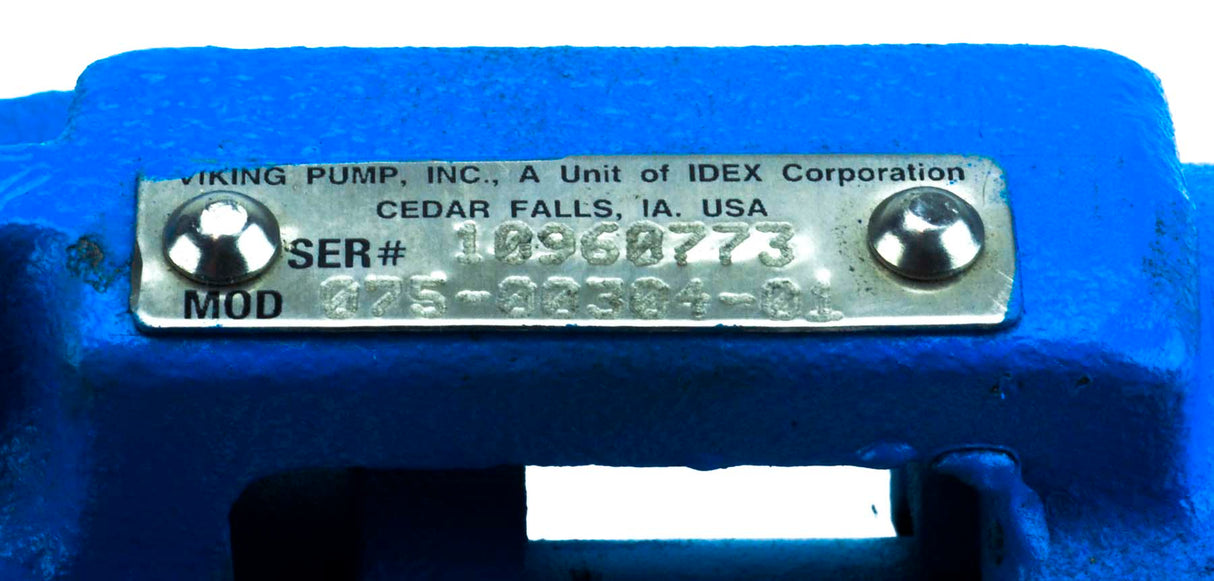 VIKING PUMP, INC., A Unit of IDEX Corporation
CEDAR FALLS, IA. USA
SER# 10960773
MOD 075-00304-01